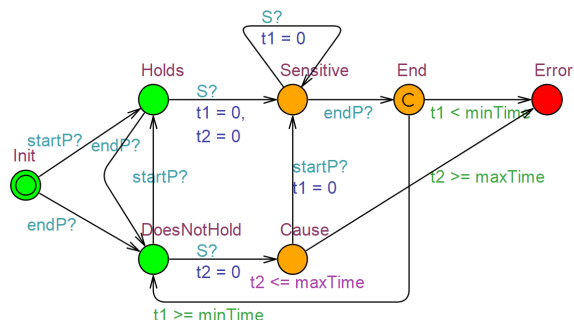 S?
t1 = 0
Holds
Sensitive
End
Error
S?
t1 = 0,
t2 = 0
endP?
C
t1 < minTime
startP?
endP?
Init
startP?
startP?
t1 = 0
t2 >= maxTime
endP?
DoesNotHold
Cause
S?
t2 = 0
t2 <= maxTime
t1 >= minTime